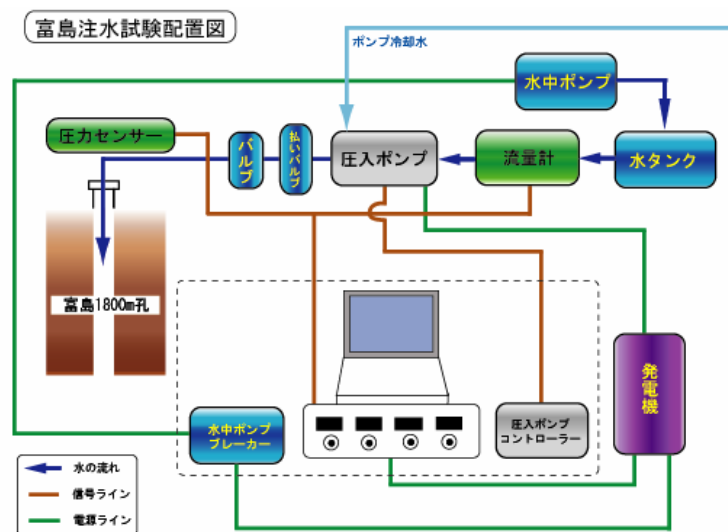 富島注水試験配置図
ポンプ冷却水
水中ポンプ
圧力センサー
バルブ
払いバルブ
圧入ポンプ
流量計
水タンク
富島1800m孔
発電機
水中ポンプ
ブレーカー
圧入ポンプ
コントローラー
水の流れ
信号ライン
電源ライン